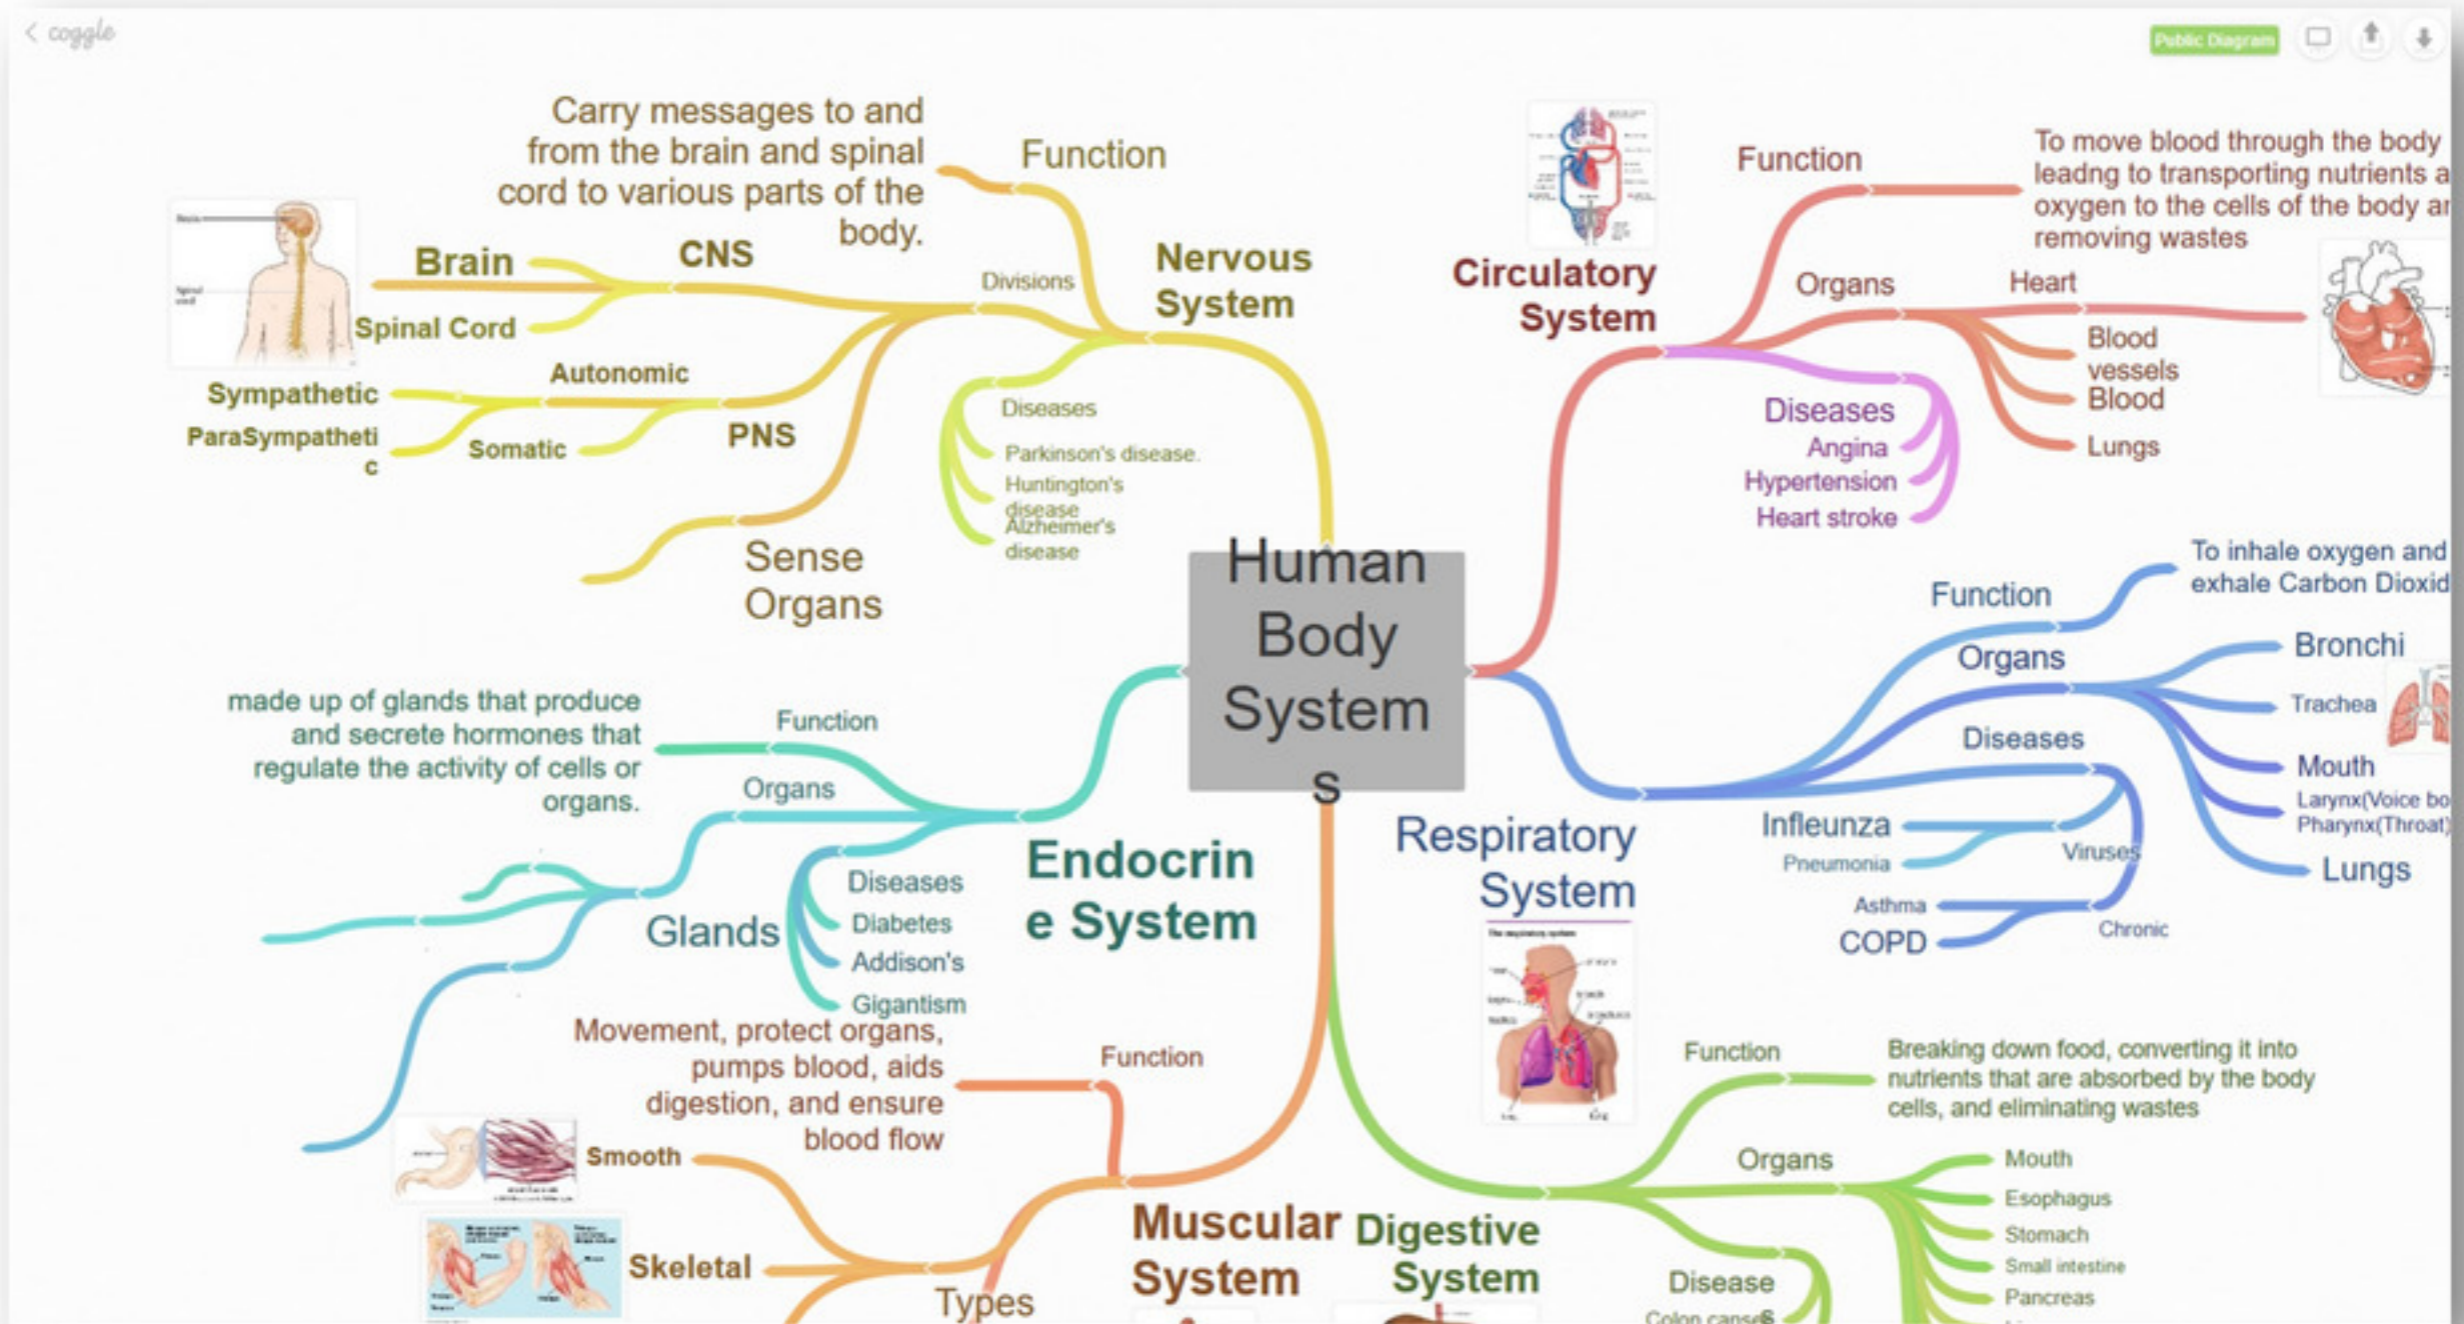 coggle
Public Diagram
Carry messages to and
from the brain and spinal
cord to various parts of the
body.
Function
Nervous
System
Divisions
CNS
Brain
Spinal Cord
Autonomic
Sympathetic
ParaSympatheti
c
Somatic
PNS
Diseases
Parkinson's disease.
Huntington's
disease
Alzheimer's
disease
Sense
Organs
Circulatory
System
Function
To move blood through the body
leadng to transporting nutrients a
oxygen to the cells of the body ar
removing wastes
Organs
Heart
Blood
vessels
Blood
Lungs
Diseases
Angina
Hypertension
Heart stroke
Human
Body
System
s
Function
To inhale oxygen and
exhale Carbon Dioxid
Organs
Bronchi
Trachea
Mouth
Larynx(Voice bo
Pharynx(Throat)
Lungs
Diseases
Infleunza
Pneumonia
Viruses
Asthma
COPD
Chronic
Respiratory
System
The respiratory system
made up of glands that produce
and secrete hormones that
regulate the activity of cells or
organs.
Function
Organs
Endocrin
e System
Glands
Diseases
Diabetes
Addison's
Gigantism
Movement, protect organs,
pumps blood, aids
digestion, and ensure
blood flow
Function
Smooth
Skeletal
Types
Muscular
System
Digestive
System
Function
Breaking down food, converting it into
nutrients that are absorbed by the body
cells, and eliminating wastes
Organs
Mouth
Esophagus
Stomach
Small intestine
Pancreas
Disease
s
Colon cance